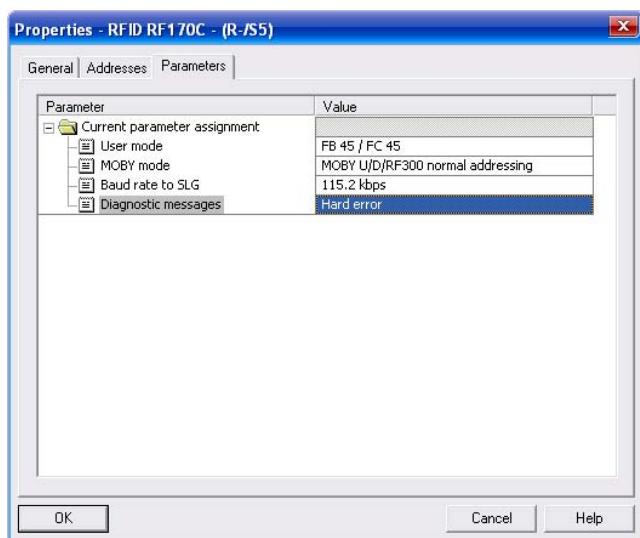 Properties - RFID RF170C - (R-/S5)
General Addresses Parameters
Parameter Value
Current parameter assignment
User mode FB 45 / FC 45
MOBY mode MOBY U/D/RF300 normal addressing
Baud rate to SLG 115.2 kbps
Diagnostic messages Hard error
OK Cancel Help